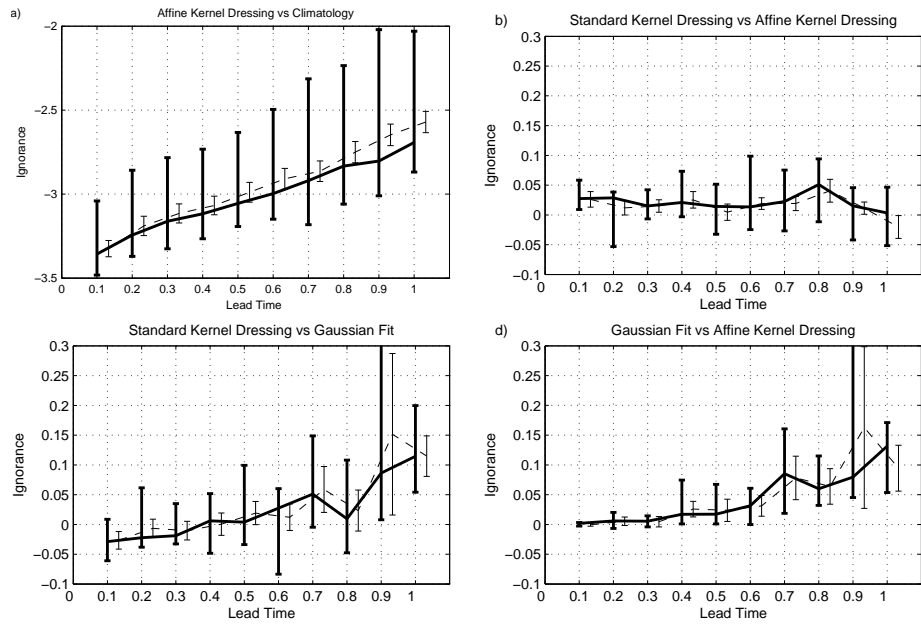 a)
Affine Kernel Dressing vs Climatology
−2
−2.5
−3
−3.5
Ignorance
0 0.1 0.2 0.3 0.4 0.5 0.6 0.7 0.8 0.9 1
Lead Time
b)
Standard Kernel Dressing vs Affine Kernel Dressing
0.3
0.25
0.2
0.15
0.1
0.05
0
−0.05
−0.1
Ignorance
0 0.1 0.2 0.3 0.4 0.5 0.6 0.7 0.8 0.9 1
Lead Time
Standard Kernel Dressing vs Gaussian Fit
0.3
0.25
0.2
0.15
0.1
0.05
0
−0.05
−0.1
Ignorance
0 0.1 0.2 0.3 0.4 0.5 0.6 0.7 0.8 0.9 1
Lead Time
d)
Gaussian Fit vs Affine Kernel Dressing
0.3
0.25
0.2
0.15
0.1
0.05
0
−0.05
−0.1
Ignorance
0 0.1 0.2 0.3 0.4 0.5 0.6 0.7 0.8 0.9 1
Lead Time